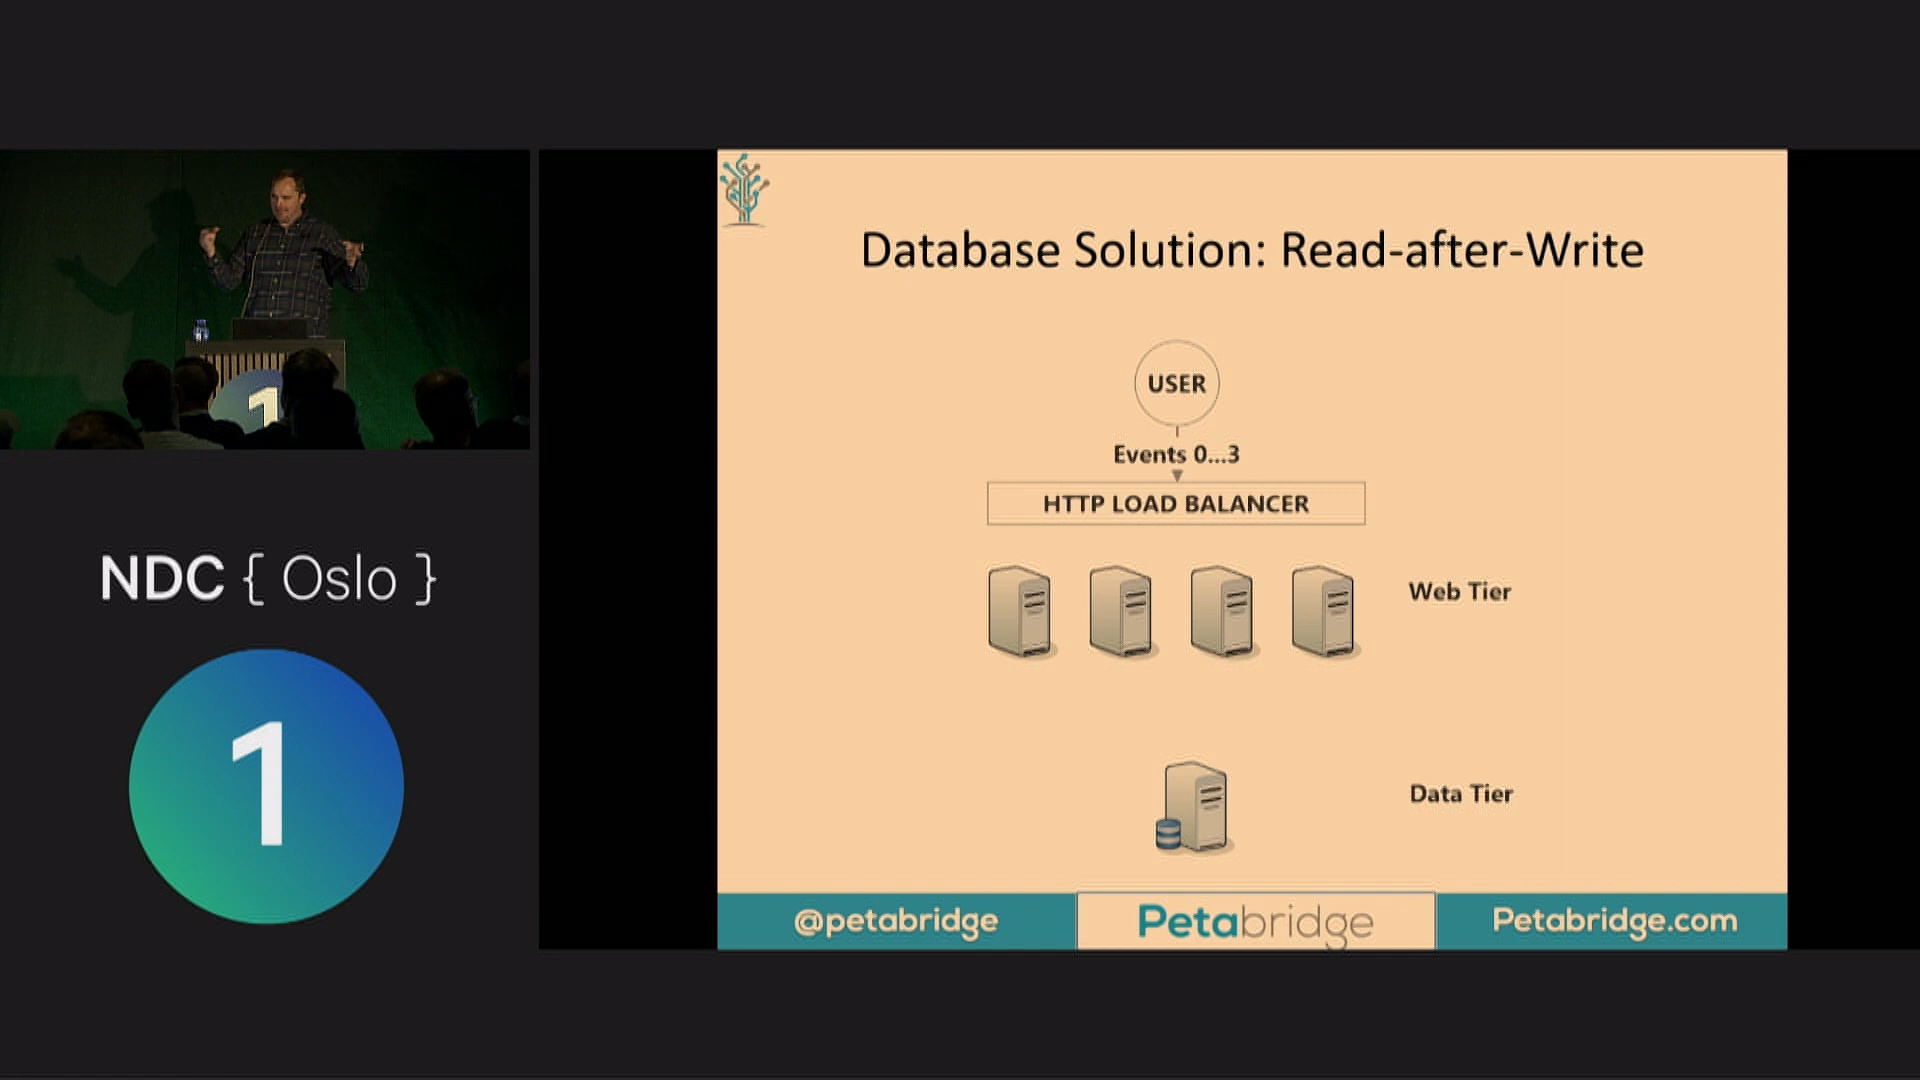 1
NDC { Oslo }
1
Database Solution: Read-after-Write
USER
Events 0...3
HTTP LOAD BALANCER
Web Tier
Data Tier
@petabridge
Petabridge
Petabridge.com